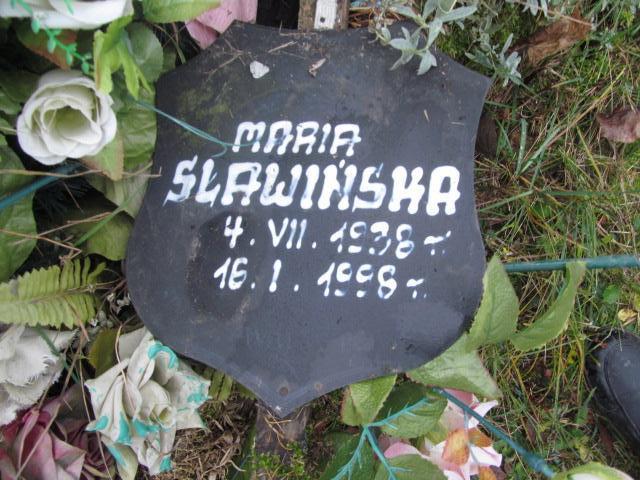 MARIA
SŁAWIŃSKA
4. VII. 1938 r.
16. I. 1998 r.